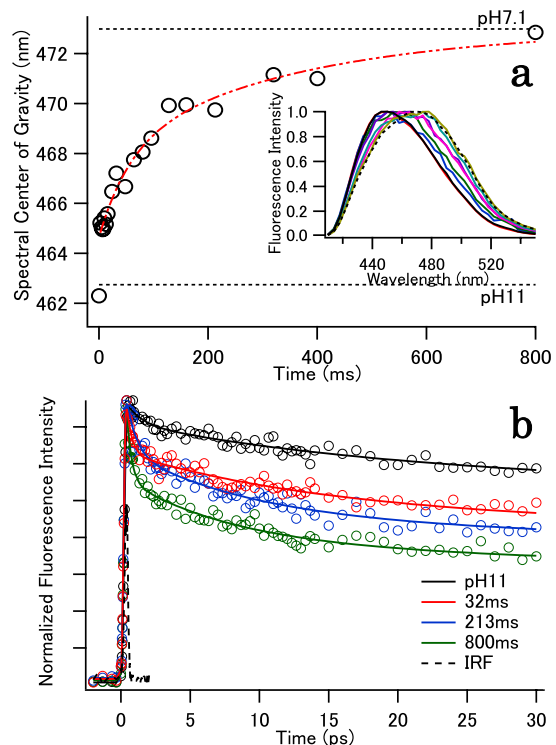 pH7.1
472
470
468
466
464
462
Spectral Center of Gravity (nm)
a
Fluorescence Intensity
1.0
0.8
0.6
0.4
0.2
0.0
440
480
520
Wavelength (nm)
pH11
0
200
400
600
800
Time (ms)
b
Normalized Fluorescence Intensity
pH11
32ms
213ms
800ms
IRF
0
5
10
15
20
25
30
Time (ps)